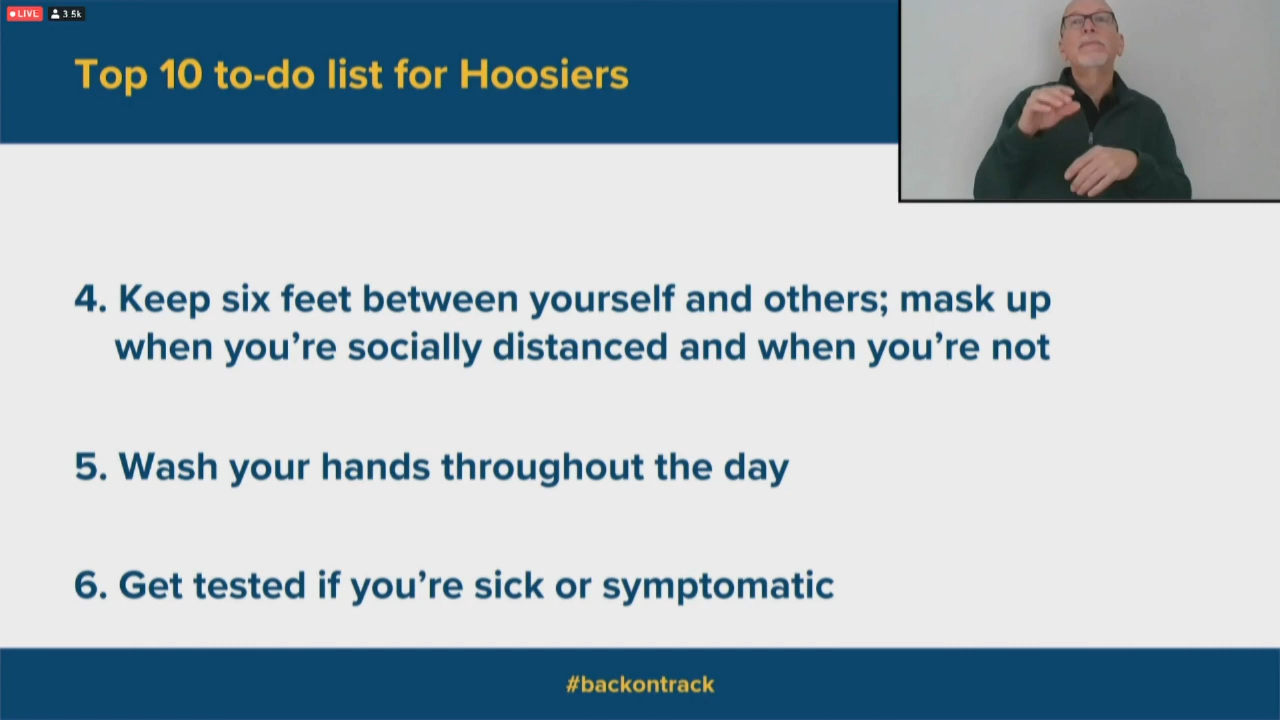 LIVE 3.5k
Top 10 to-do list for Hoosiers
4. Keep six feet between yourself and others; mask up
when you’re socially distanced and when you’re not
5. Wash your hands throughout the day
6. Get tested if you’re sick or symptomatic
#backontrack